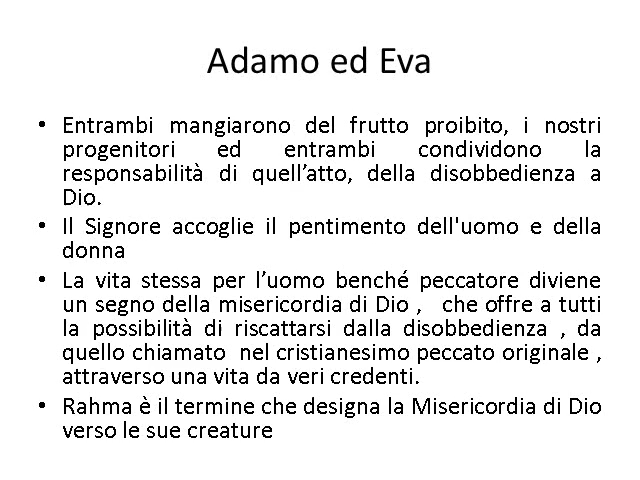 Adamo ed Eva
• Entrambi mangiarono del frutto proibito, i nostri
progenitori ed entrambi condividono la
responsabilità di quell’atto, della disobbedienza a
Dio.
• Il Signore accoglie il pentimento dell'uomo e della
donna
• La vita stessa per l’uomo benché peccatore diviene
un segno della misericordia di Dio ,   che offre a tutti
la possibilità di riscattarsi dalla disobbedienza , da
quello chiamato  nel cristianesimo peccato originale ,
attraverso una vita da veri credenti.
• Rahma è il termine che designa la Misericordia di Dio
verso le sue creature